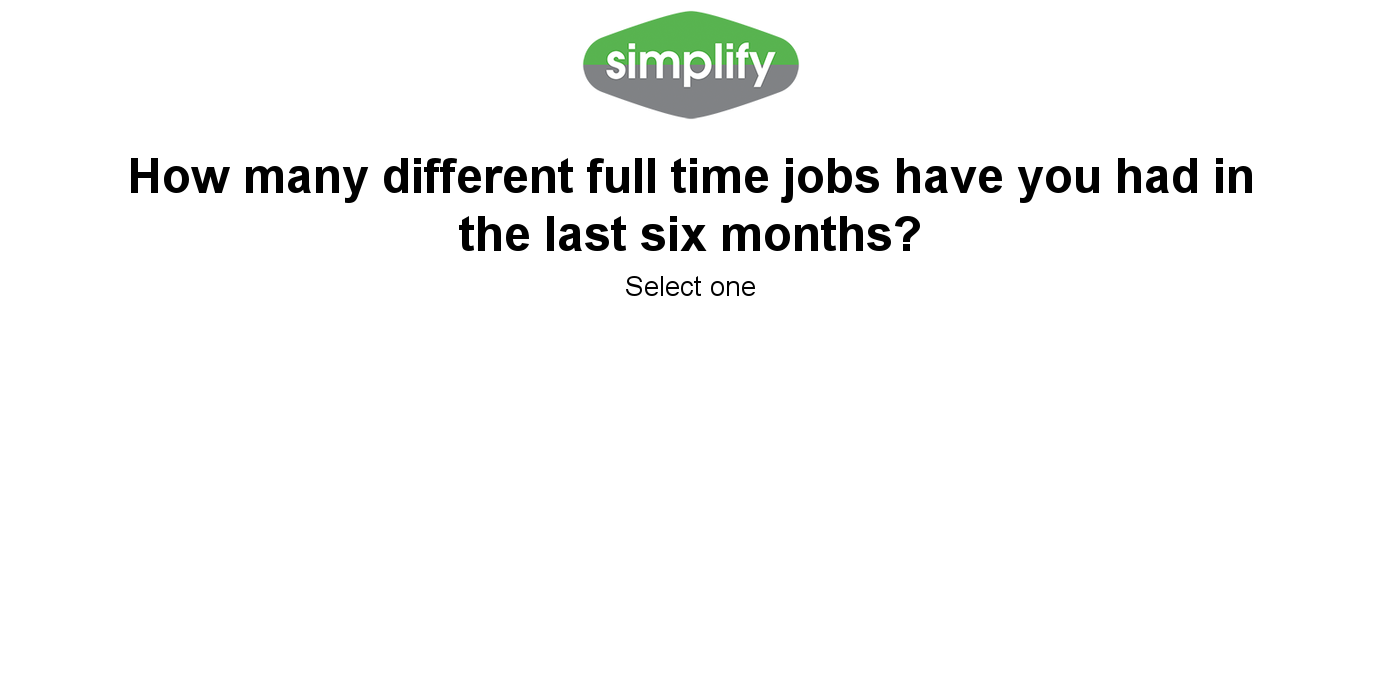 simplify
How many different full time jobs have you had in
the last six months?
Select one